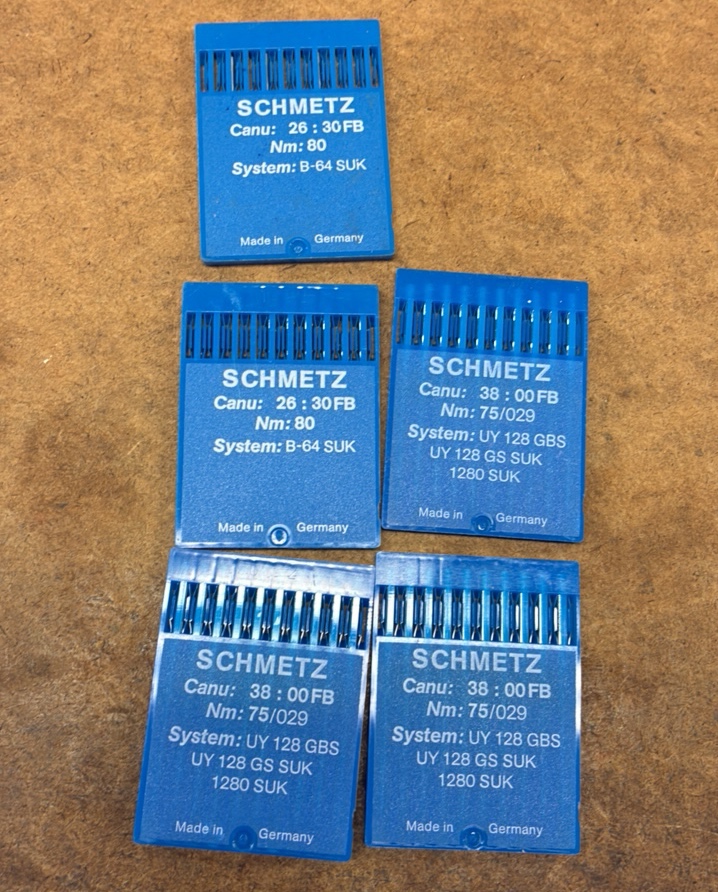 SCHMETZ
Canu: 26 : 30 FB
Nm: 80
System: B-64 SUK
Made in Germany
SCHMETZ
Canu: 26 : 30 FB
Nm: 80
System: B-64 SUK
Made in Germany
SCHMETZ
Canu: 38 : 00 FB
Nm: 75/029
System: UY 128 GBS
UY 128 GS SUK
1280 SUK
Made in Germany
SCHMETZ
Canu: 38 : 00 FB
Nm: 75/029
System: UY 128 GBS
UY 128 GS SUK
1280 SUK
Made in Germany
SCHMETZ
Canu: 38 : 00 FB
Nm: 75/029
System: UY 128 GBS
UY 128 GS SUK
1280 SUK
Made in Germany